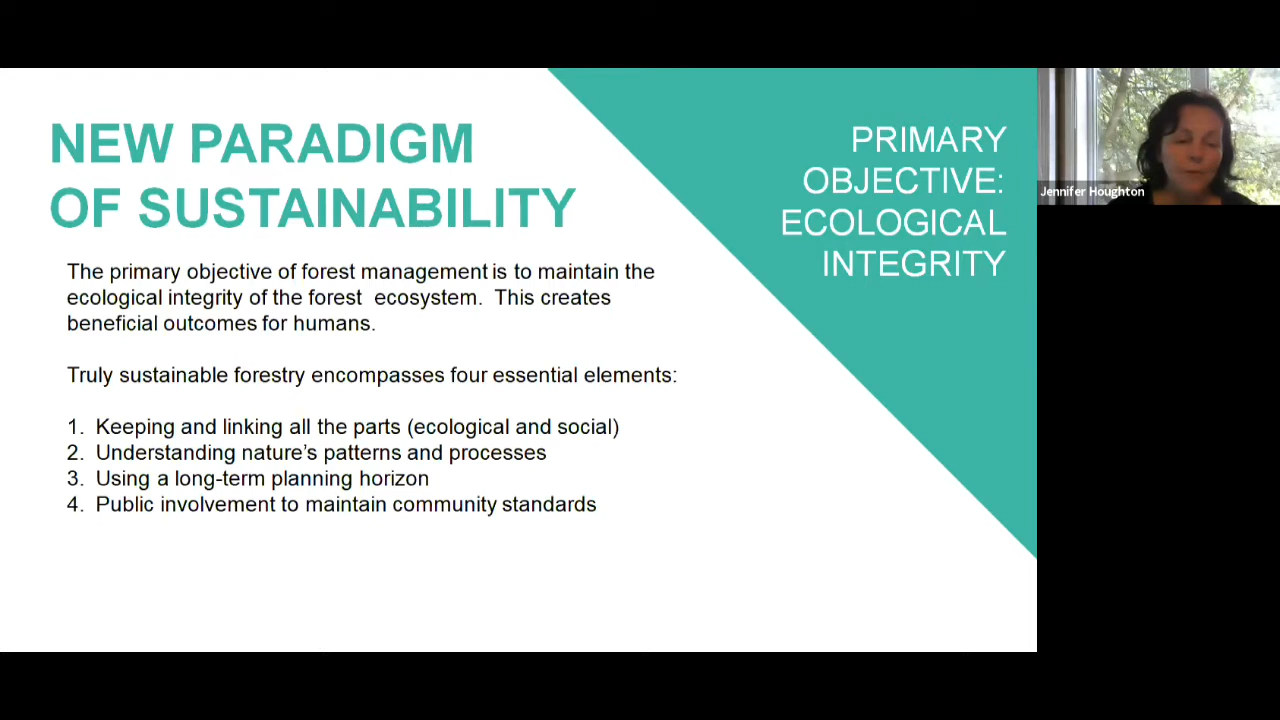 NEW PARADIGM
OF SUSTAINABILITY
The primary objective of forest management is to maintain the
ecological integrity of the forest  ecosystem.  This creates
beneficial outcomes for humans.
Truly sustainable forestry encompasses four essential elements:
1. Keeping and linking all the parts (ecological and social)
2. Understanding nature’s patterns and processes
3. Using a long-term planning horizon
4. Public involvement to maintain community standards
PRIMARY
OBJECTIVE:
ECOLOGICAL
INTEGRITY
Jennifer Houghton